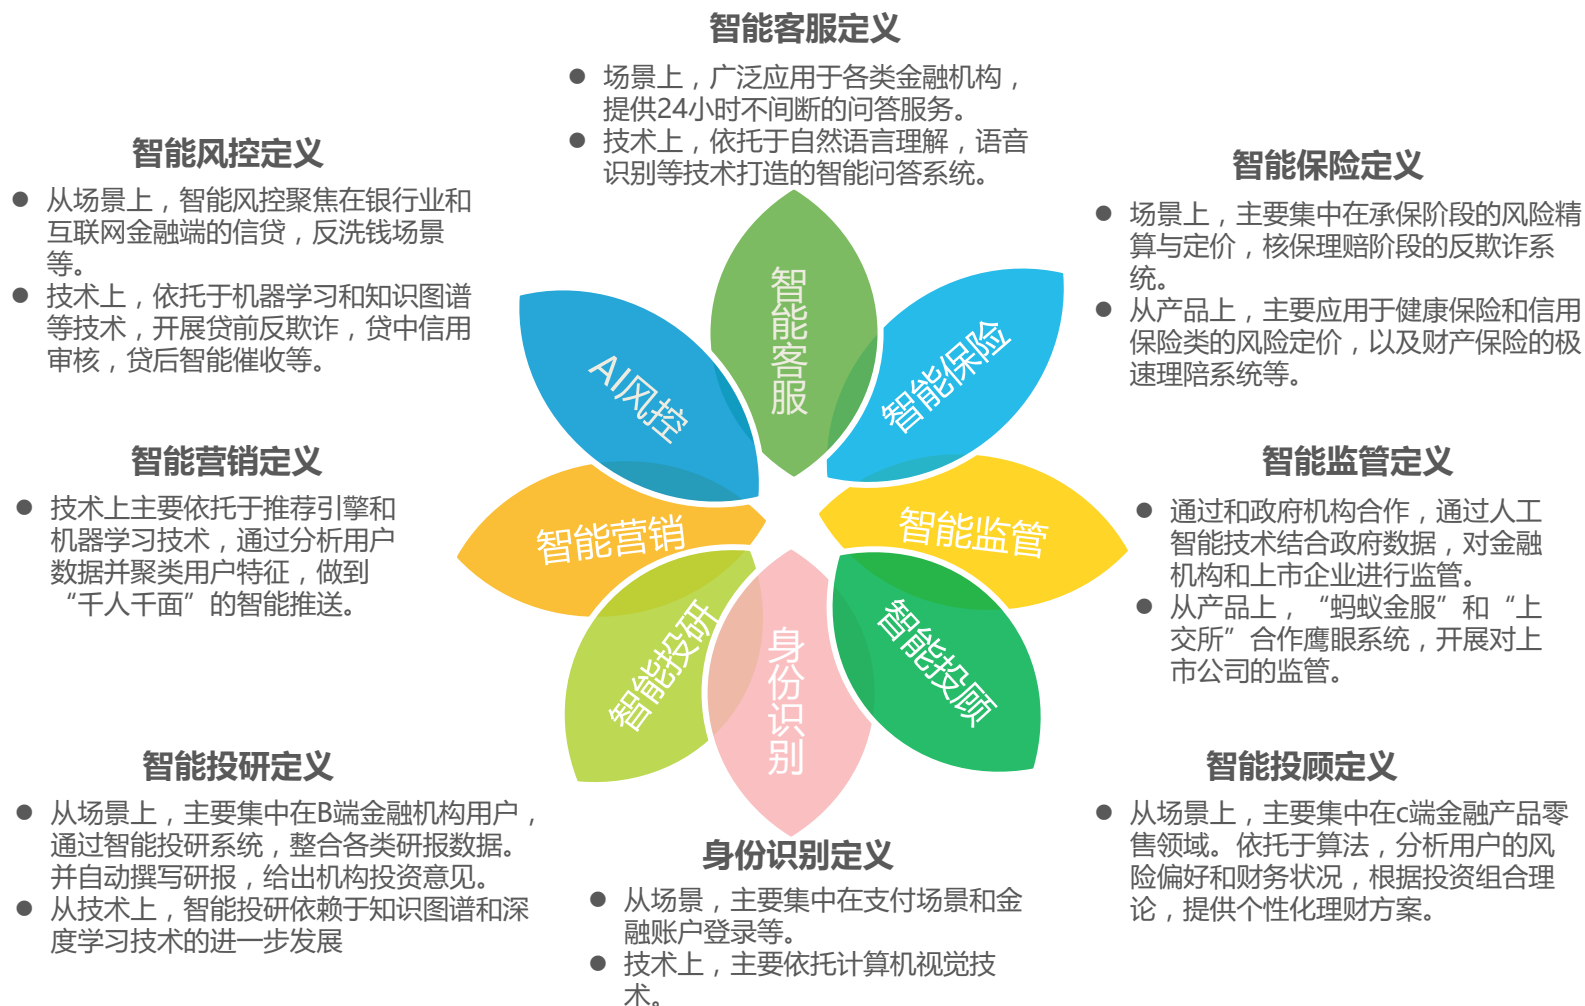 智能客服定义
● 场景上，广泛应用于各类金融机构，
提供24小时不间断的问答服务。
● 技术上，依托于自然语言理解，语音
识别等技术打造的智能问答系统。
智能风控定义
● 从场景上，智能风控聚焦在银行业和
互联网金融端的信贷，反洗钱场景
等。
● 技术上，依托于机器学习和知识图谱
等技术，开展贷前反欺诈，贷中信用
审核，贷后智能催收等。
智能保险定义
● 场景上，主要集中在承保阶段的风险精
算与定价，核保理赔阶段的反欺诈系
统。
● 从产品上，主要应用于健康保险和信用
保险类的风险定价，以及财产保险的极
速理陪系统等。
智能营销定义
● 技术上主要依托于推荐引擎和
机器学习技术，通过分析用户
数据并聚类用户特征，做到
“千人千面”的智能推送。
智能监管定义
● 通过和政府机构合作，通过人工
智能技术结合政府数据，对金融
机构和上市企业进行监管。
● 从产品上，“蚂蚁金服”和“上
交所”合作鹰眼系统，开展对上
市公司的监管。
智能客服
智能保险
AI风控
智能监管
智能营销
智能投顾
智能投研
身份识别
智能投研定义
● 从场景上，主要集中在B端金融机构用户，
通过智能投研系统，整合各类研报数据。
并自动撰写研报，给出机构投资意见。
● 从技术上，智能投研依赖于知识图谱和深
度学习技术的进一步发展
身份识别定义
● 从场景，主要集中在支付场景和金
融账户登录等。
● 技术上，主要依托计算机视觉技
术。
智能投顾定义
● 从场景上，主要集中在c端金融产品零
售领域。依托于算法，分析用户的风
险偏好和财务状况，根据投资组合理
论，提供个性化理财方案。